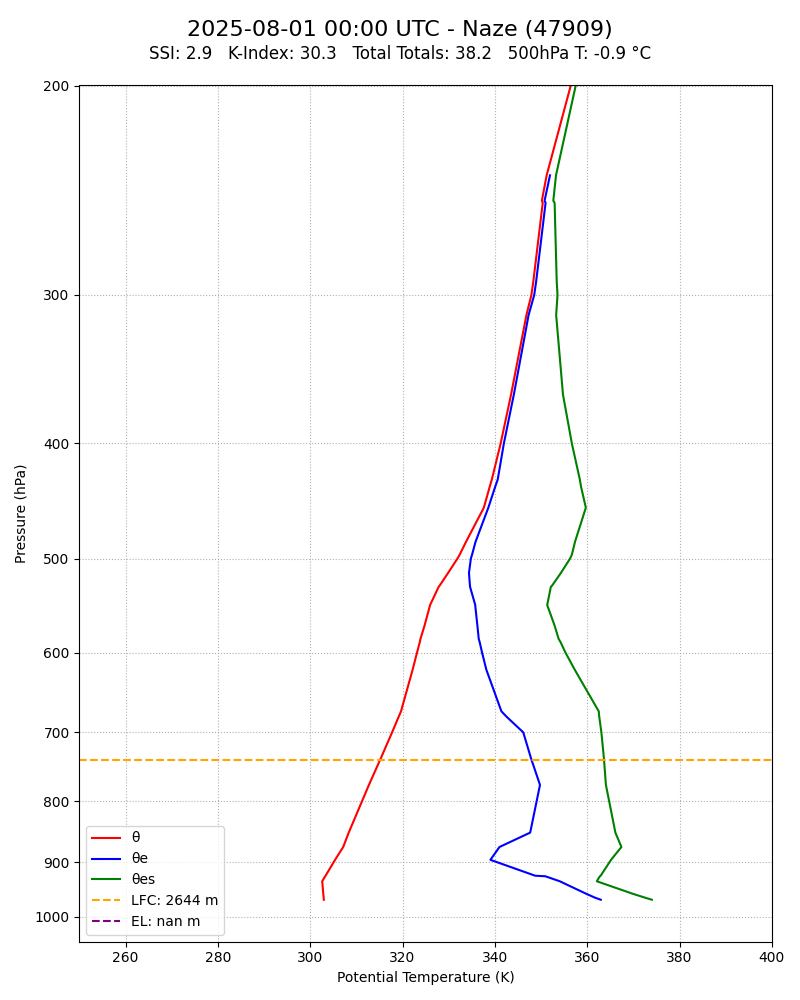 2025-08-01 00:00 UTC - Naze (47909)
SSI: 2.9   K-Index: 30.3   Total Totals: 38.2   500hPa T: -0.9 °C
200
300
400
500
600
700
800
900
1000
Pressure (hPa)
θ
θe
θes
LFC: 2644 m
EL: nan m
260 280 300 320 340 360 380 400
Potential Temperature (K)